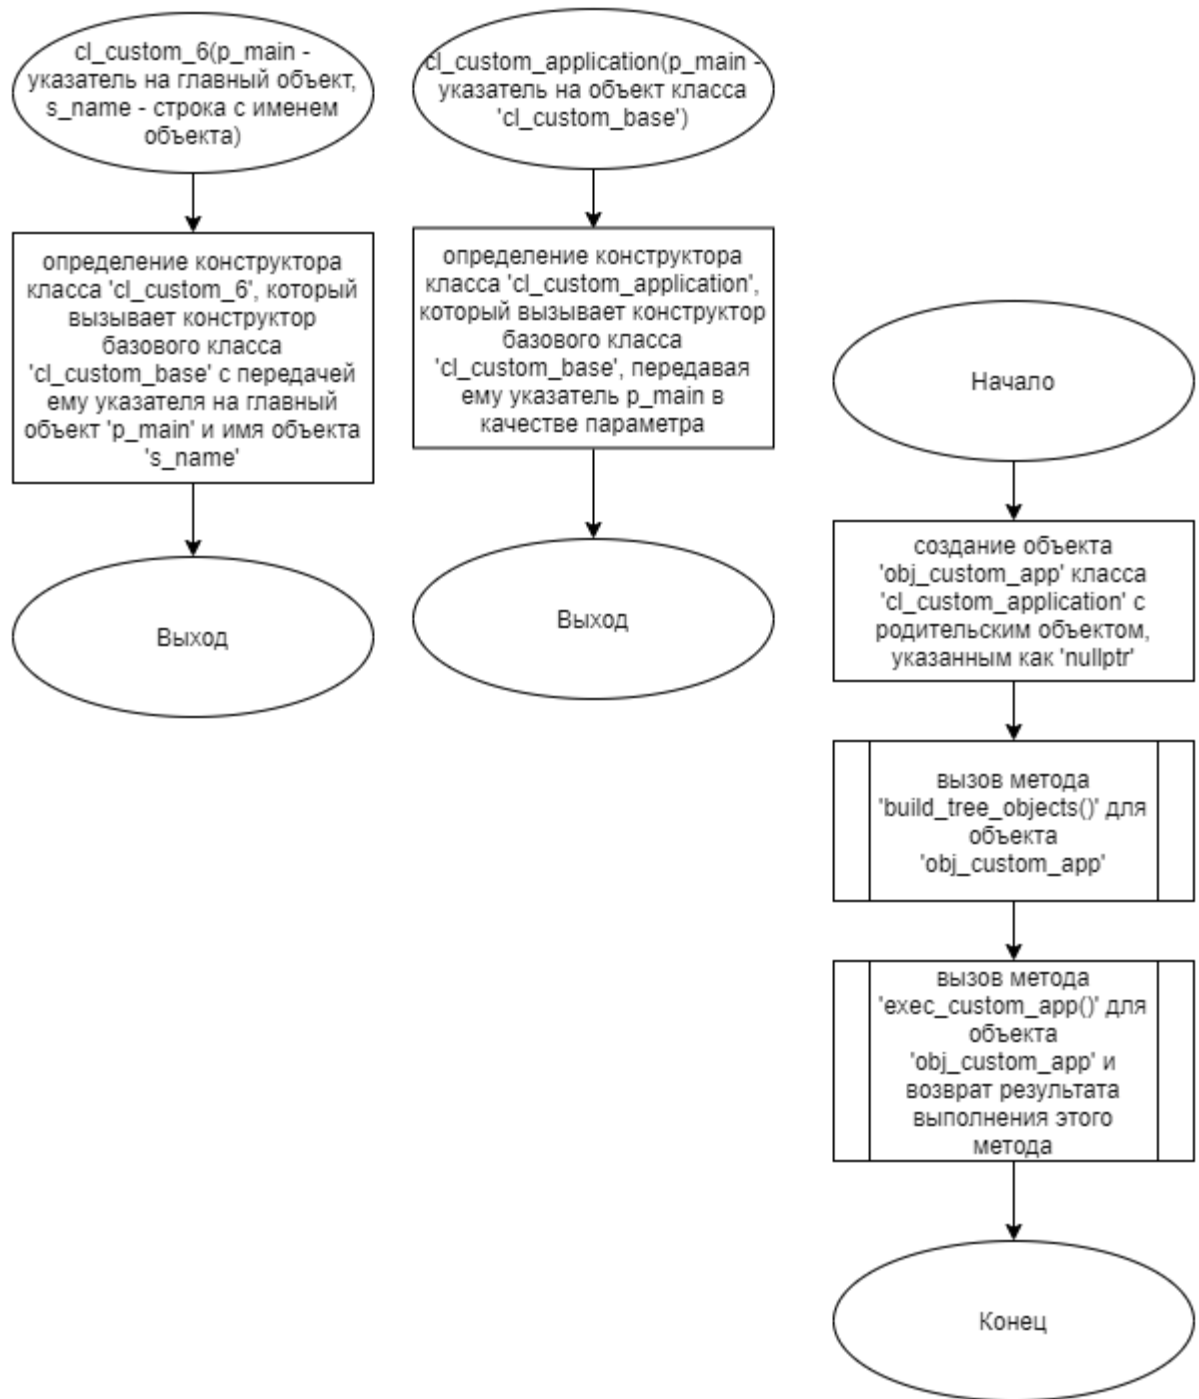 cl_custom_6(p_main -
указатель на главный объект,
s_name - строка с именем
объекта)
определение конструктора
класса 'cl_custom_6', который
вызывает конструктор
базового класса
'cl_custom_base' с передачей
ему указателя на главный
объект 'p_main' и имя объекта
's_name'
Выход
cl_custom_application(p_main -
указатель на объект класса
'cl_custom_base')
определение конструктора
класса 'cl_custom_application',
который вызывает конструктор
базового класса
'cl_custom_base', передавая
ему указатель p_main в
качестве параметра
Выход
Начало
создание объекта
'obj_custom_app' класса
'cl_custom_application' с
родительским объектом,
указанным как 'nullptr'
вызов метода
'build_tree_objects()' для
объекта
'obj_custom_app'
вызов метода
'exec_custom_app()' для
объекта
'obj_custom_app' и
возврат результата
выполнения этого
метода
Конец